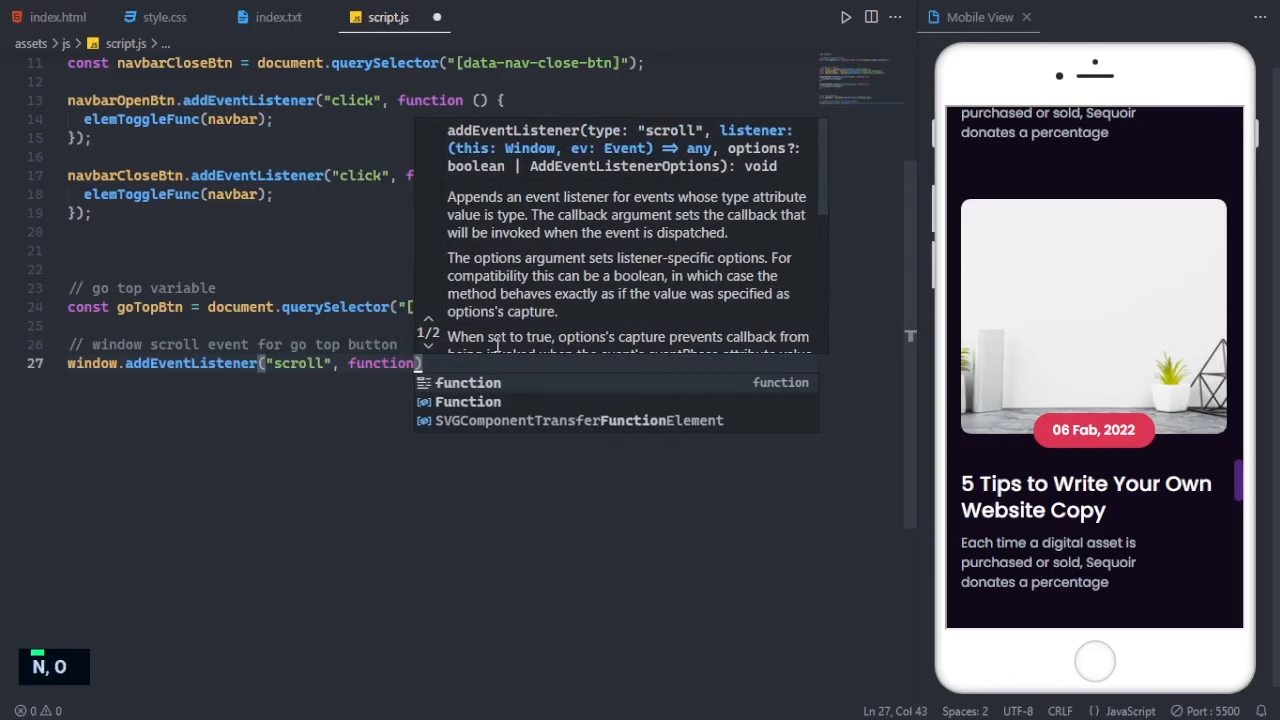 index.html
style.css
index.txt
script.js
Mobile View
assets > js > script.js > ...
11 const navbarCloseBtn = document.querySelector("[data-nav-close-btn]");
12
13 navbarOpenBtn.addEventListener("click", function () {
14 elemToggleFunc(navbar);
15 });
16
17 navbarCloseBtn.addEventListener("click", f
18 elemToggleFunc(navbar);
19 });
20
21
22
23 // go top variable
24 const goTopBtn = document.querySelector("[
25
26 // window scroll event for go top button
27 window.addEventListener("scroll", function)
addEventListener(type: "scroll", listener:
(this: Window, ev: Event) => any, options?:
boolean | AddEventListenerOptions): void
Appends an event listener for events whose type attribute
value is type. The callback argument sets the callback that
will be invoked when the event is dispatched.
The options argument sets listener-specific options. For
compatibility this can be a boolean, in which case the
method behaves exactly as if the value was specified as
options's capture.
1/2
When set to true, options's capture prevents callback from
being invoked when the event's eventPhase attribute value
function function
Function
SVGComponentTransferFunctionElement
purchased or sold, Sequoir
donates a percentage
06 Fab, 2022
5 Tips to Write Your Own
Website Copy
Each time a digital asset is
purchased or sold, Sequoir
donates a percentage
N, O
0 0
Ln 27, Col 43
Spaces: 2
UTF-8
CRLF
{ } JavaScript
Port : 5500